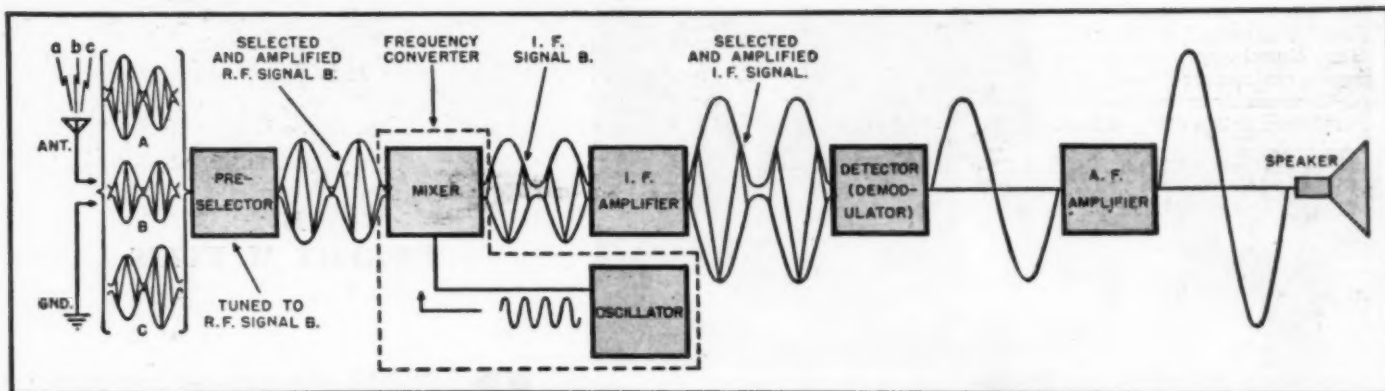 a b c
ANT.
GND.
A
B
C
PRE-
SELECTOR
TUNED TO
R.F. SIGNAL B.
SELECTED
AND AMPLIFIED
R.F. SIGNAL B.
FREQUENCY
CONVERTER
MIXER
I. F.
SIGNAL B.
I. F.
AMPLIFIER
OSCILLATOR
SELECTED
AND AMPLIFIED
I.F. SIGNAL.
DETECTOR
(DEMOD-
ULATOR)
A. F.
AMPLIFIER
SPEAKER